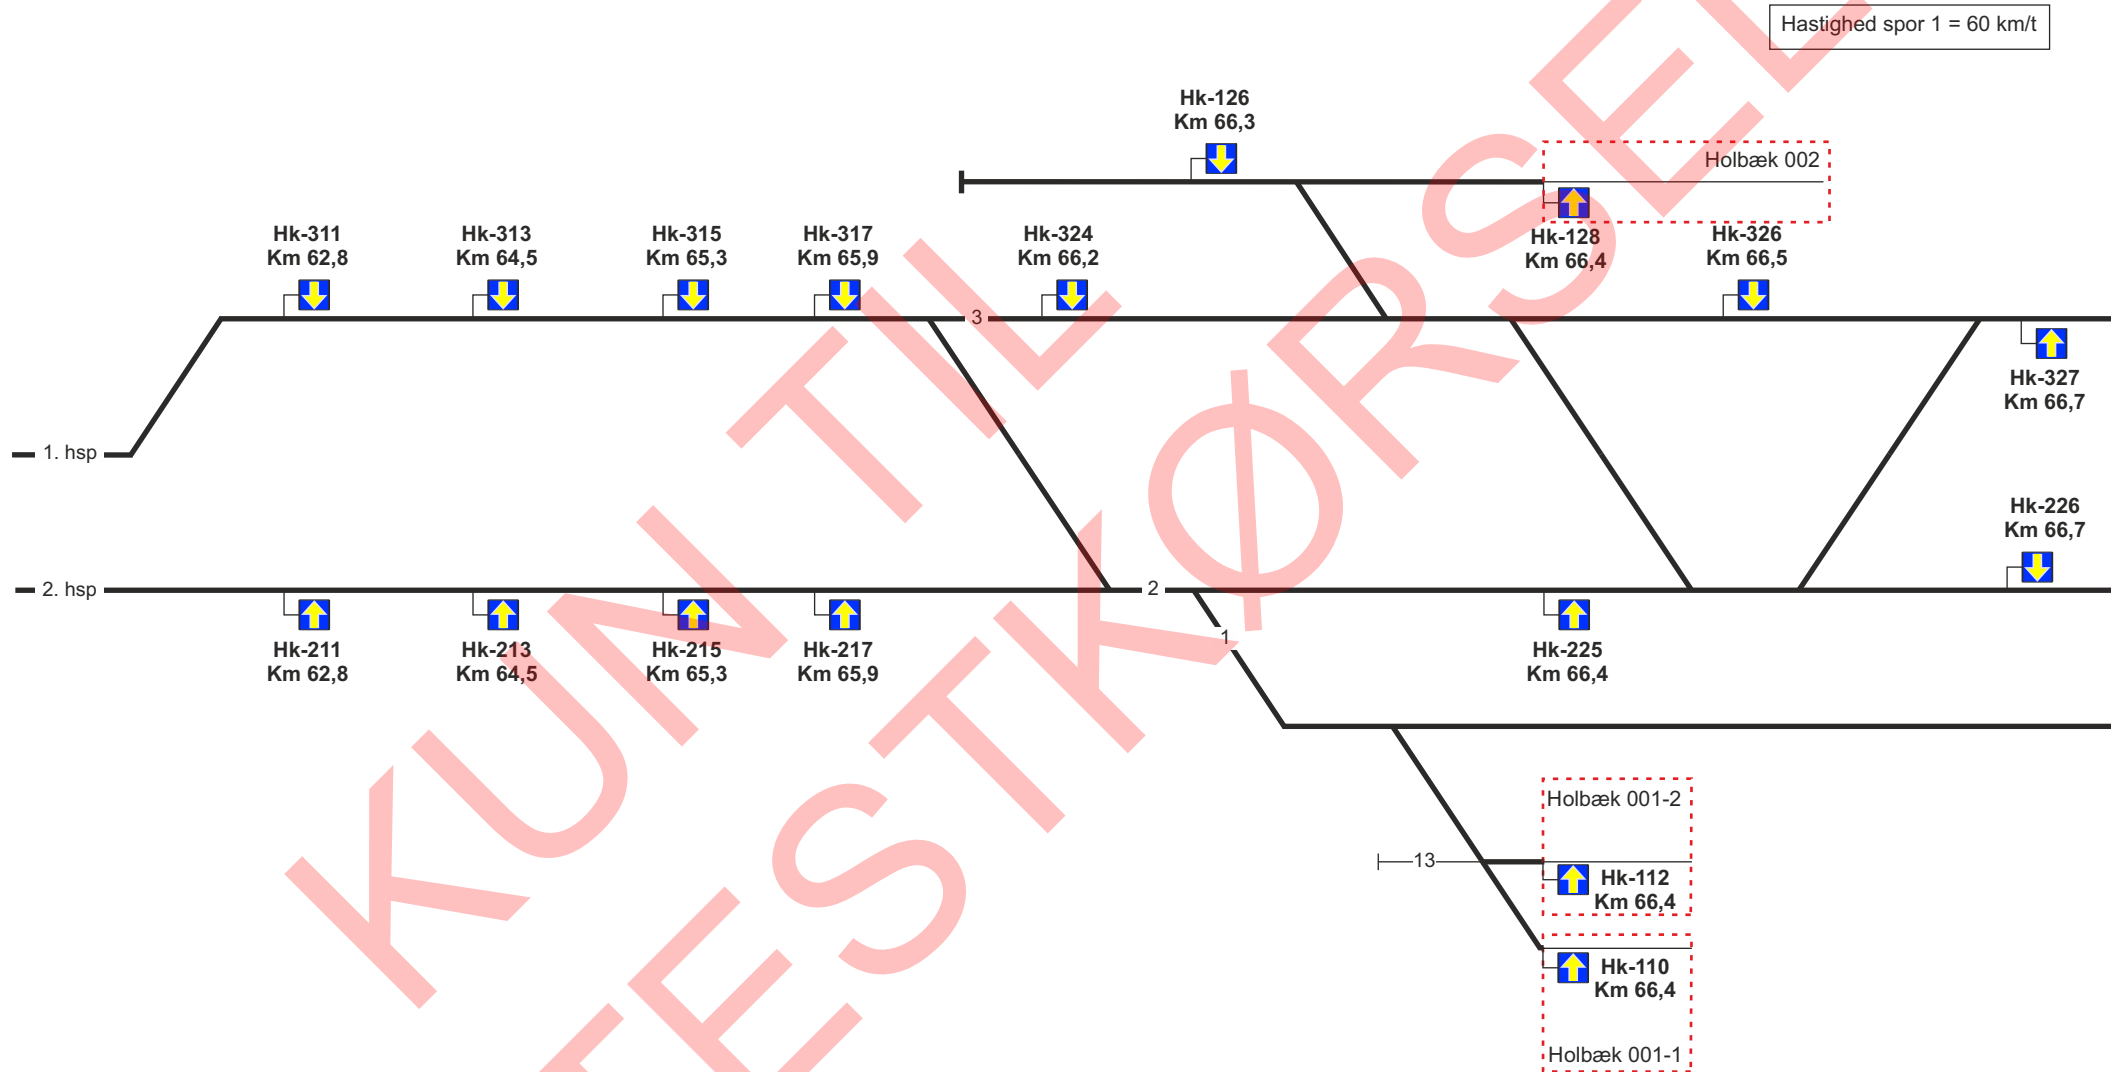 Hastighed spor 1 = 60 km/t
Hk-126
Km 66,3
Holbæk 002
Hk-311
Km 62,8
Hk-313
Km 64,5
Hk-315
Km 65,3
Hk-317
Km 65,9
Hk-324
Km 66,2
Hk-128
Km 66,4
Hk-326
Km 66,5
3
Hk-327
Km 66,7
1. hsp
Hk-226
Km 66,7
2. hsp
2
1
Hk-211
Km 62,8
Hk-213
Km 64,5
Hk-215
Km 65,3
Hk-217
Km 65,9
Hk-225
Km 66,4
Holbæk 001-2
13
Hk-112
Km 66,4
Hk-110
Km 66,4
Holbæk 001-1
KUN TIL
TESTKØRSEL